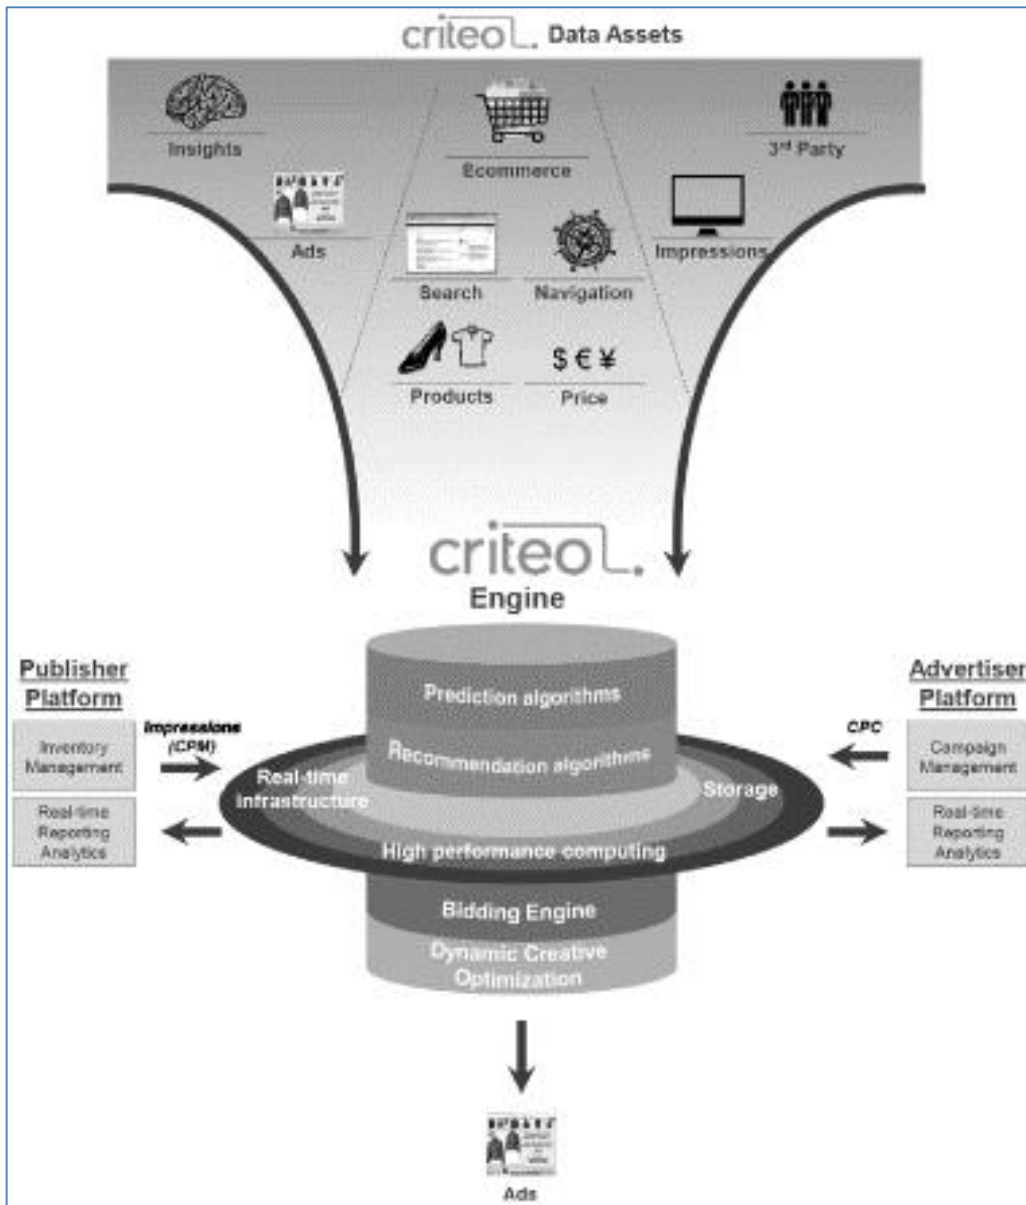 criteo. Data Assets
Insights
Ecommerce
3rd Party
Ads
Impressions
Search
Navigation
$ € ¥
Products
Price
criteo.
Engine
Publisher
Platform
Advertiser
Platform
Prediction algorithms
Impressions
(CPM)
CPC
Inventory
Management
Recommendation algorithms
Campaign
Management
Real-time
Infrastructure
Storage
Real-time
Reporting
Analytics
Real-time
Reporting
Analytics
High performance computing
Bidding Engine
Dynamic Creative
Optimization
Ads